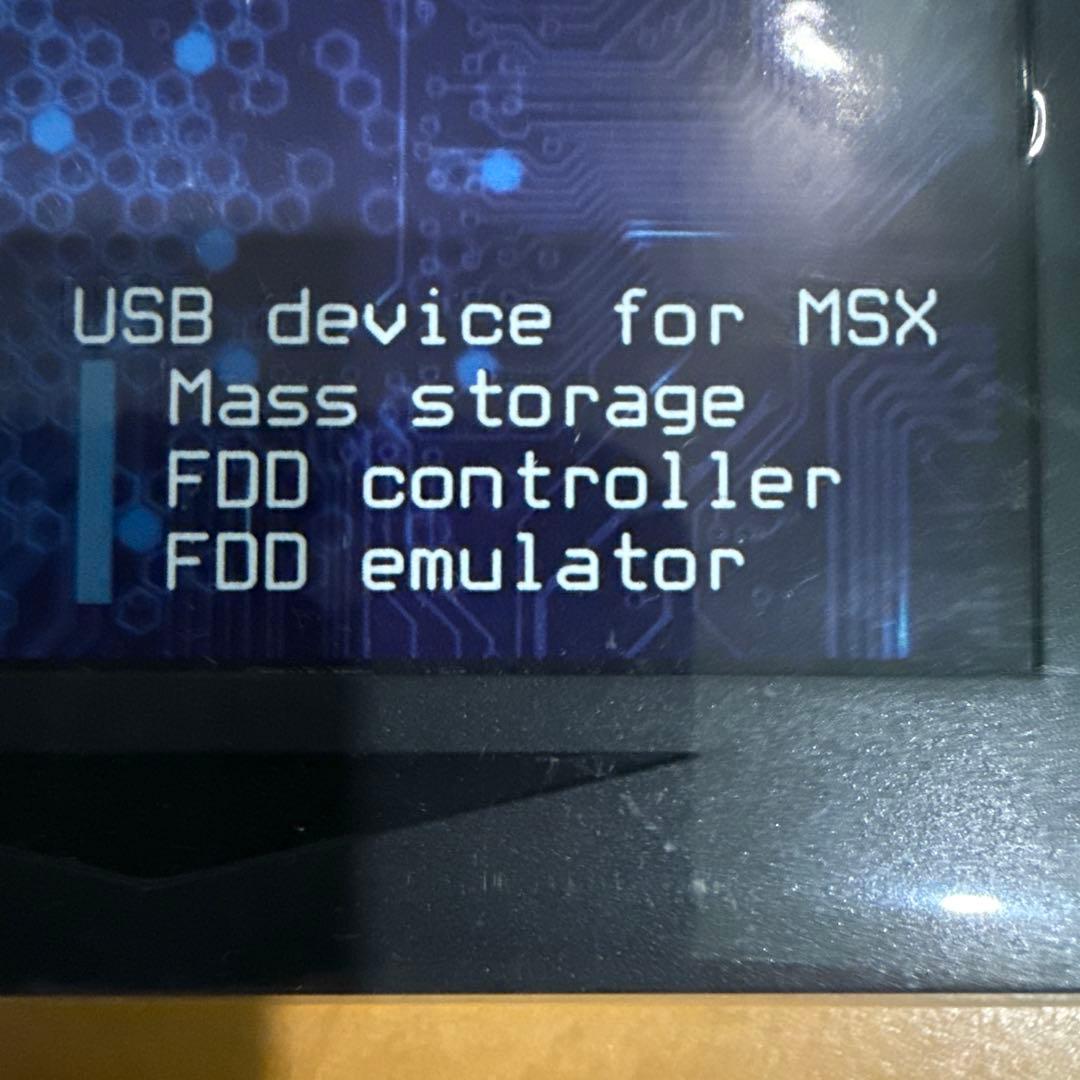 USB device for MSX
Mass storage
FDD controller
FDD emulator